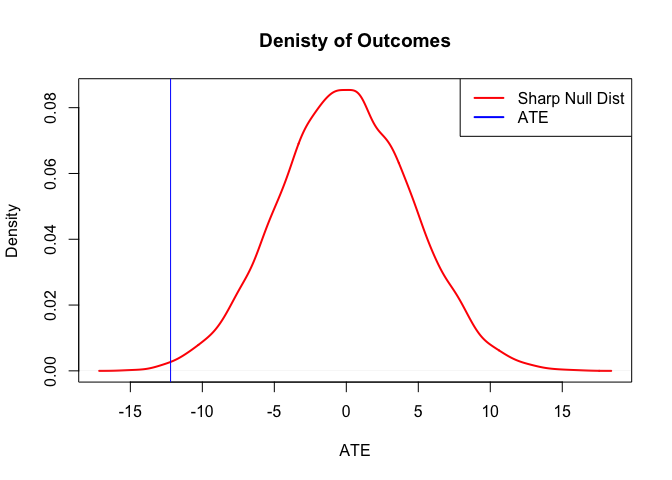 Denisty of Outcomes
Sharp Null Dist
ATE
Density
0.08
0.06
0.04
0.02
0.00
-15 -10 -5 0 5 10 15
ATE